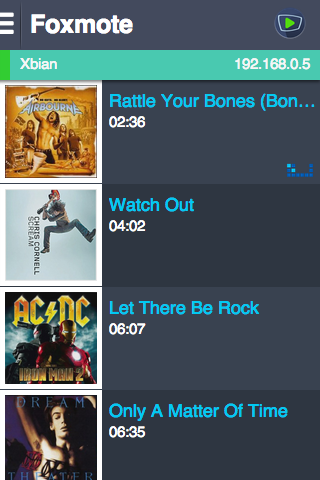 Foxmote
Xbian 192.168.0.5
AIRBOURNE
Rattle Your Bones (Bon...
02:36
CHRIS CORNELL
SCREAM
Watch Out
04:02
AC/DC
IRON MAN 2
Let There Be Rock
06:07
DREAM
THEATER
Only A Matter Of Time
06:35